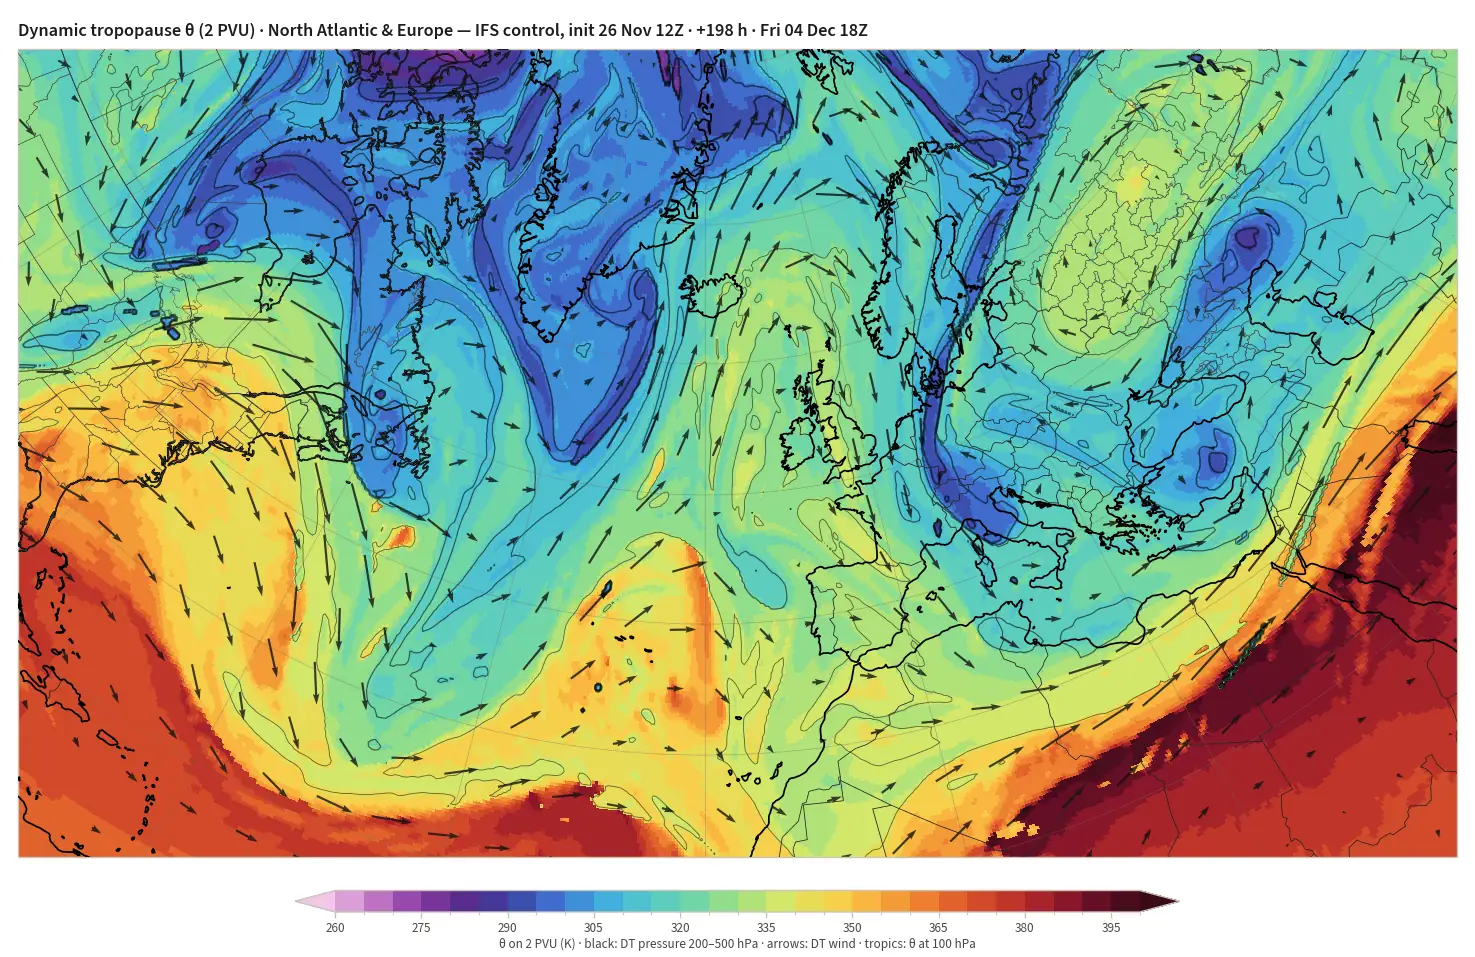 Dynamic tropopause θ (2 PVU) · North Atlantic & Europe — IFS control, init 26 Nov 12Z · +198 h · Fri 04 Dec 18Z
260 275 290 305 320 335 350 365 380 395
θ on 2 PVU (K) · black: DT pressure 200–500 hPa · arrows: DT wind · tropics: θ at 100 hPa